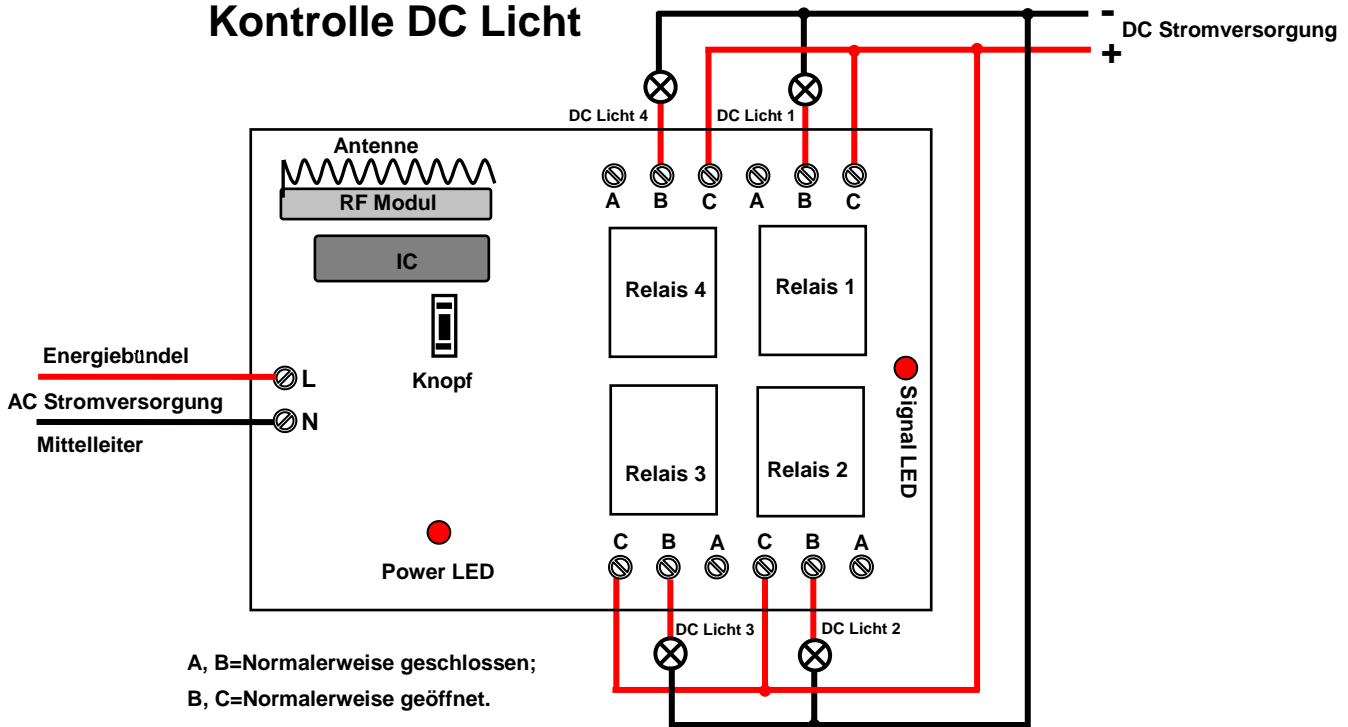 Kontrolle DC Licht
-
DC Stromversorgung
+
DC Licht 4
DC Licht 1
Antenne
RF Modul
A B C A B C
IC
Relais 4
Relais 1
Energiebündel
L
AC Stromversorgung
N
Mittelleiter
Knopf
Signal LED
Relais 3
Relais 2
Power LED
C B A C B A
DC Licht 3
DC Licht 2
A, B=Normalerweise geschlossen;
B, C=Normalerweise geöffnet.